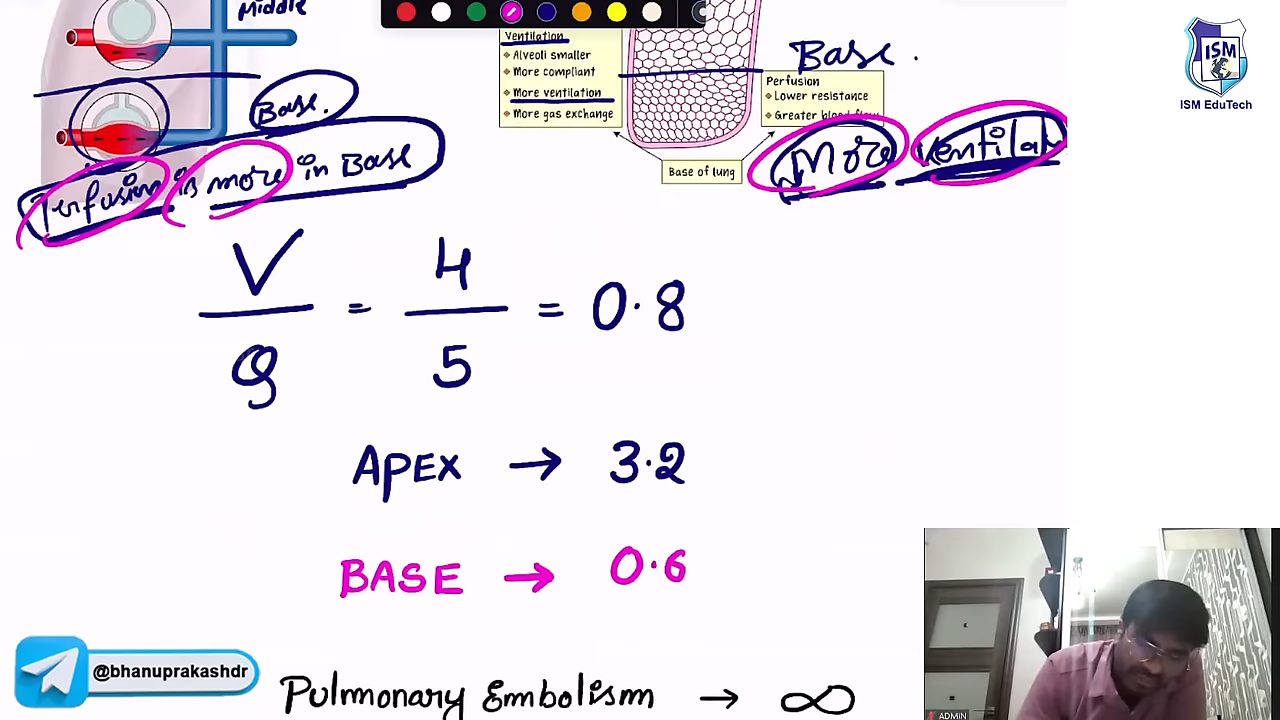 Middle
Ventilation
Alveoli smaller
More compliant
More ventilation
More gas exchange
Base.
Perfusion
Lower resistance
Greater blood flow
Base of lung
ISM
ISM EduTech
Base.
Perfusion is more in Base
More Ventilat
V/Q = 4/5 = 0.8
APEX → 3.2
BASE → 0.6
@bhanuprakashdr
Pulmonary Embolism → ∞
ADMIN